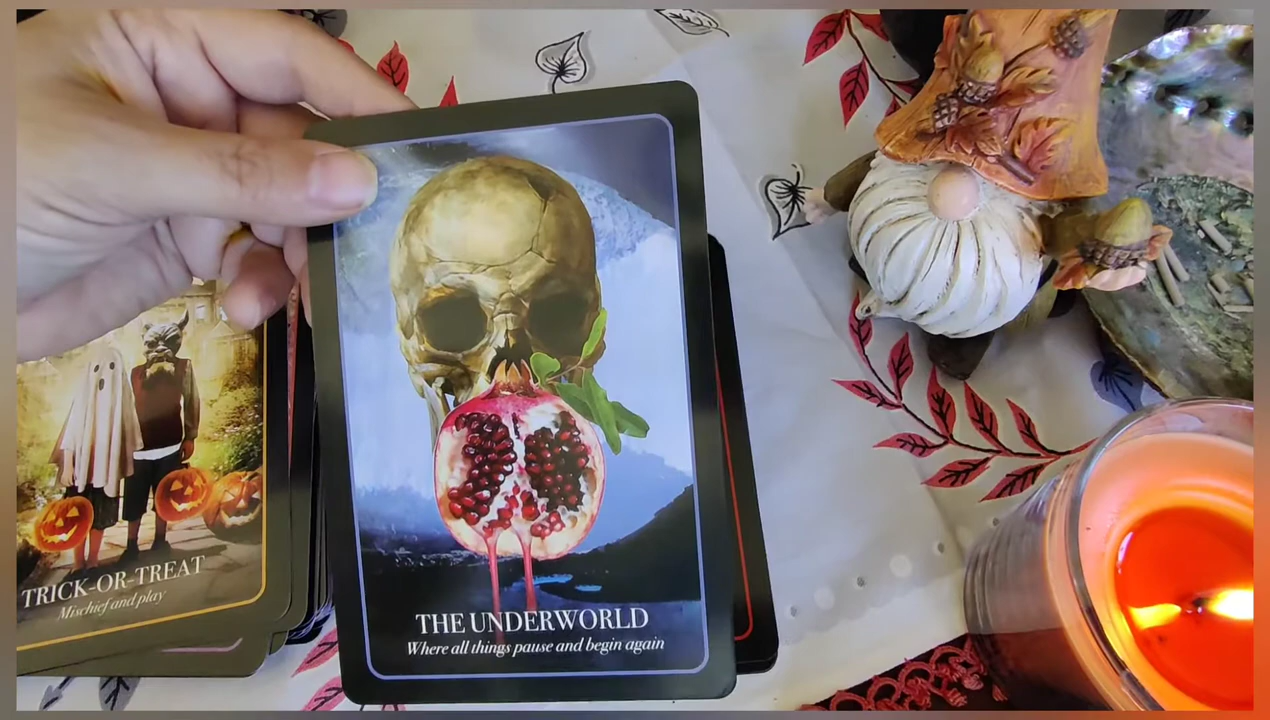 TRICK-OR-TREAT
Mischief and play
THE UNDERWORLD
Where all things pause and begin again